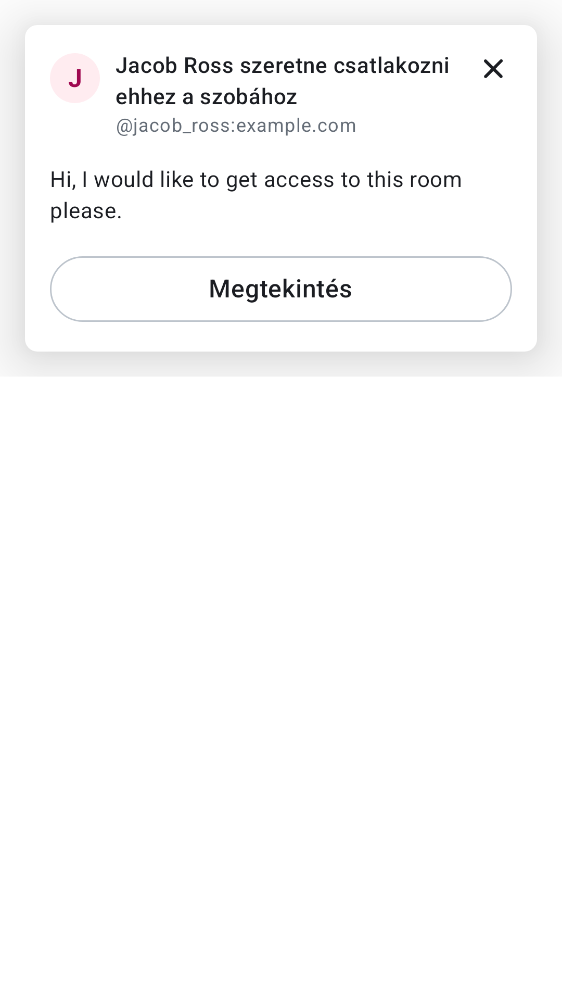 J
Jacob Ross szeretne csatlakozni
ehhez a szobához
@jacob_ross:example.com
Hi, I would like to get access to this room
please.
Megtekintés